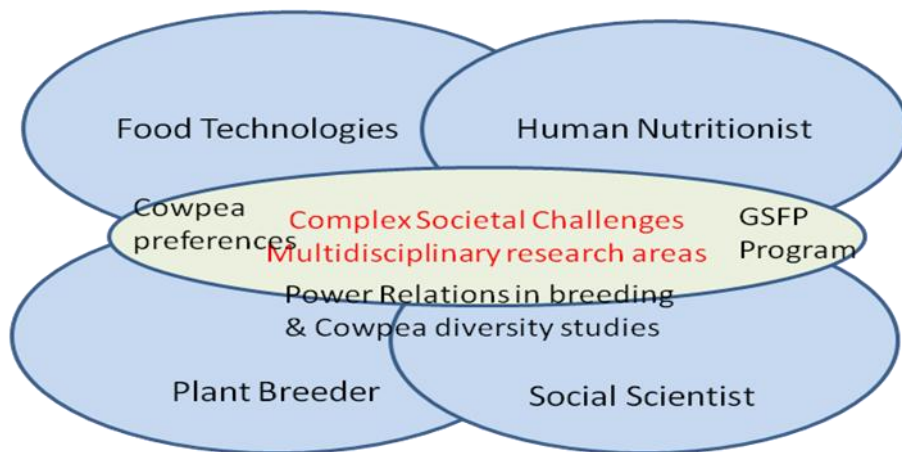 Food Technologies
Human Nutritionist
Cowpea
preferences
Complex Societal Challenges
Multidisciplinary research areas
GSFP
Program
Power Relations in breeding
& Cowpea diversity studies
Plant Breeder
Social Scientist